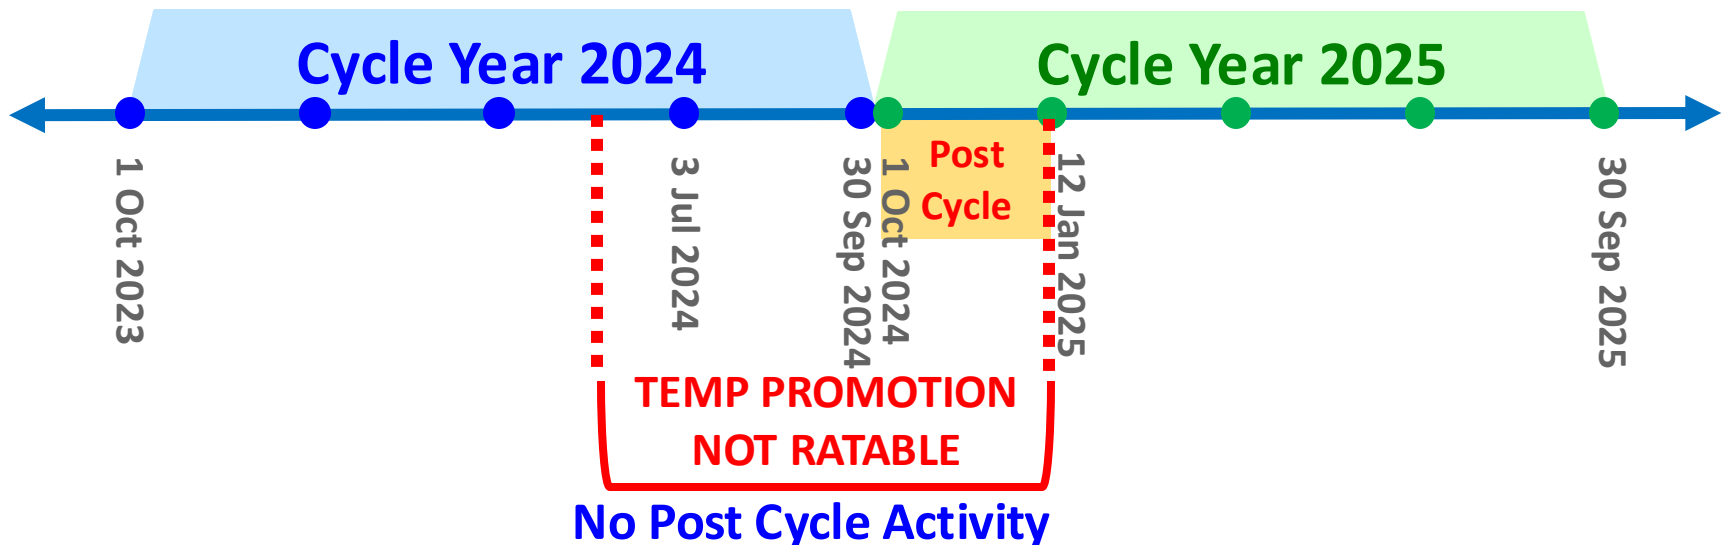 Cycle Year 2024
Cycle Year 2025
1 Oct 2023
3 Jul 2024
30 Sep 2024
1 Oct 2024
Post
Cycle
12 Jan 2025
30 Sep 2025
TEMP PROMOTION
NOT RATABLE
No Post Cycle Activity